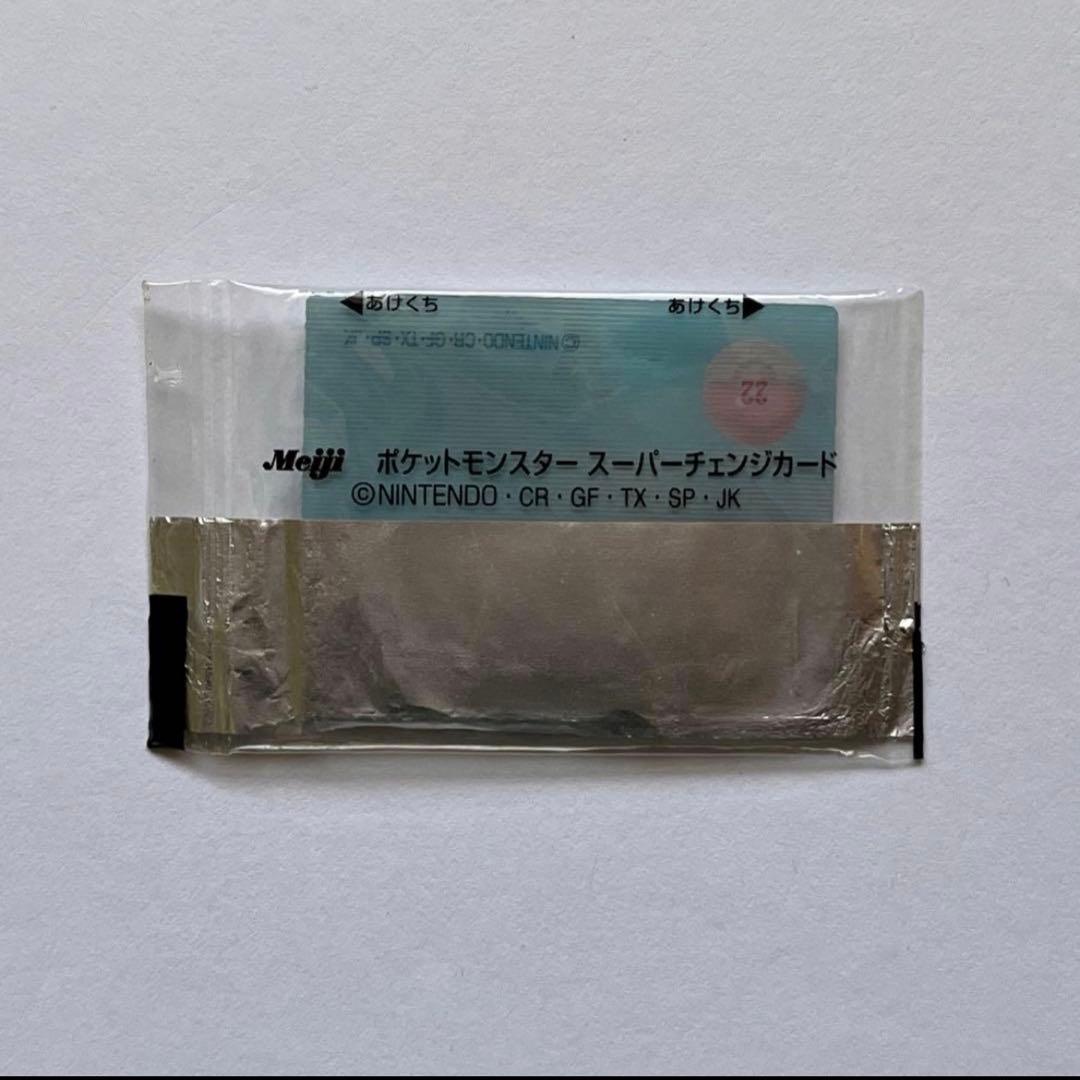 ◀あけくち あけくち▶
©NINTENDO・CR・GF・TX・SP・JK
22
Meiji ポケットモンスター スーパーチェンジカード
©NINTENDO・CR・GF・TX・SP・JK